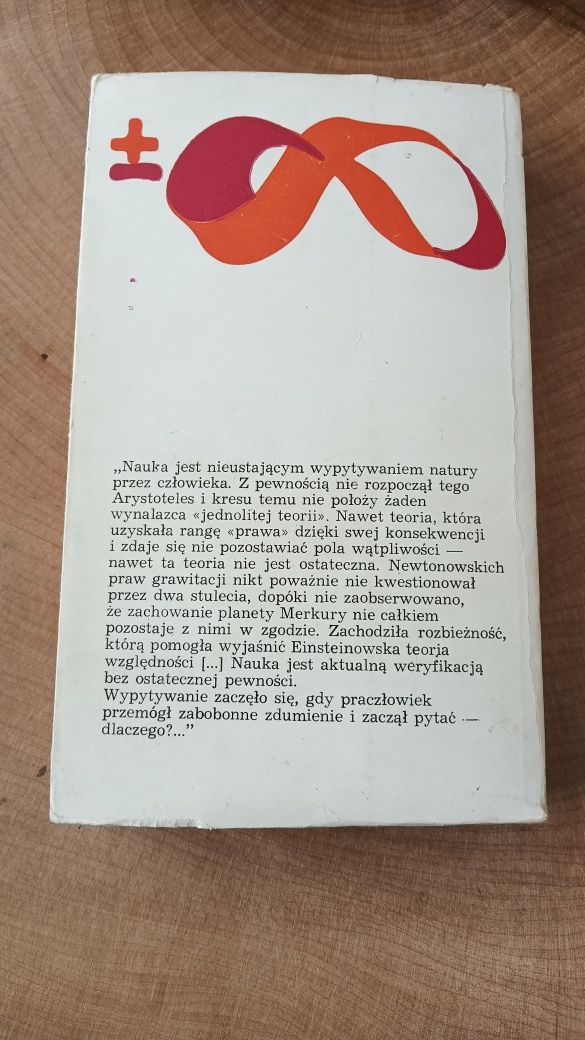 ±∞
„Nauka jest nieustającym wypytywaniem natury
przez człowieka. Z pewnością nie rozpoczął tego
Arystoteles i kresu temu nie położy żaden
wynalazca «jednolitej teorii». Nawet teoria, która
uzyskała rangę «prawa» dzięki swej konsekwencji
i zdaje się nie pozostawiać pola wątpliwości —
nawet ta teoria nie jest ostateczna. Newtonowskich
praw grawitacji nikt poważnie nie kwestionował
przez dwa stulecia, dopóki nie zaobserwowano,
że zachowanie planety Merkury nie całkiem
pozostaje z nimi w zgodzie. Zachodziła rozbieżność,
którą pomogła wyjaśnić Einsteinowska teoria
względności [...] Nauka jest aktualną weryfikacją
bez ostatecznej pewności.
Wypytywanie zaczęło się, gdy praczłowiek
przemógł zabobonne zdumienie i zaczął pytać —
dlaczego?...”